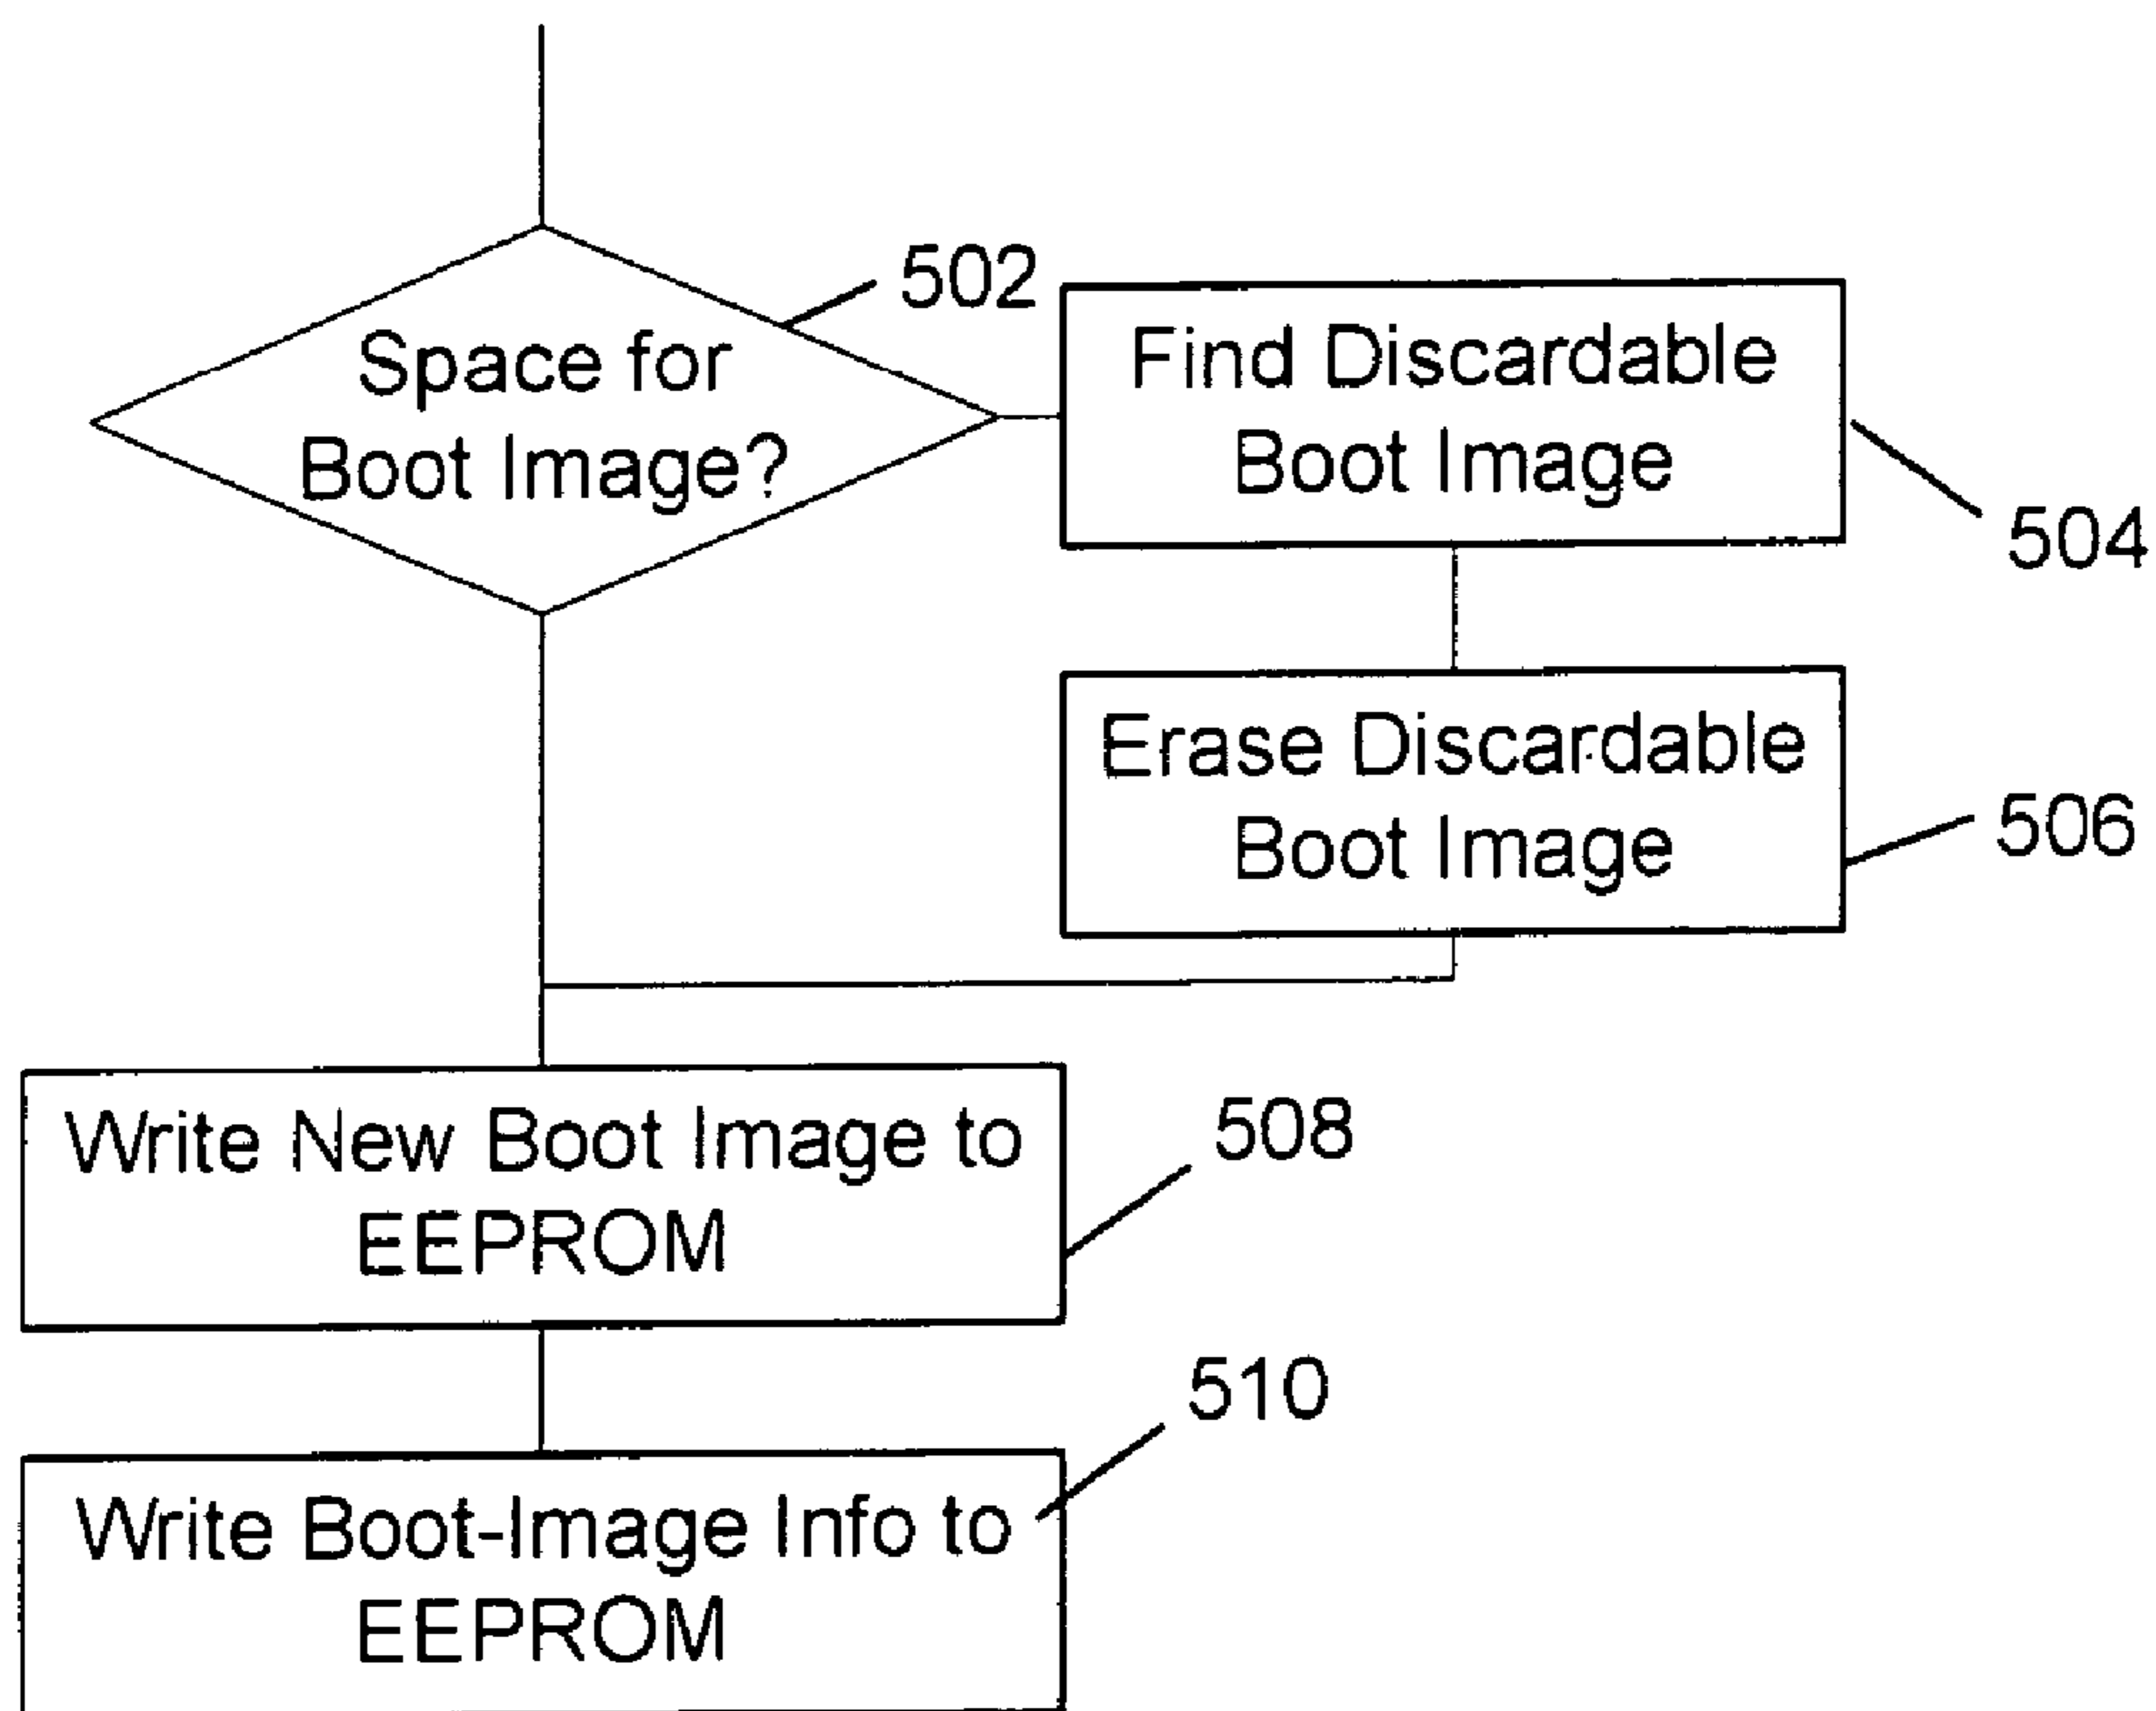 502
Space for
Boot Image?
Find Discardable
Boot Image
504
Erase Discardable
Boot Image
506
Write New Boot Image to
EEPROM
508
510
Write Boot-Image Info to
EEPROM